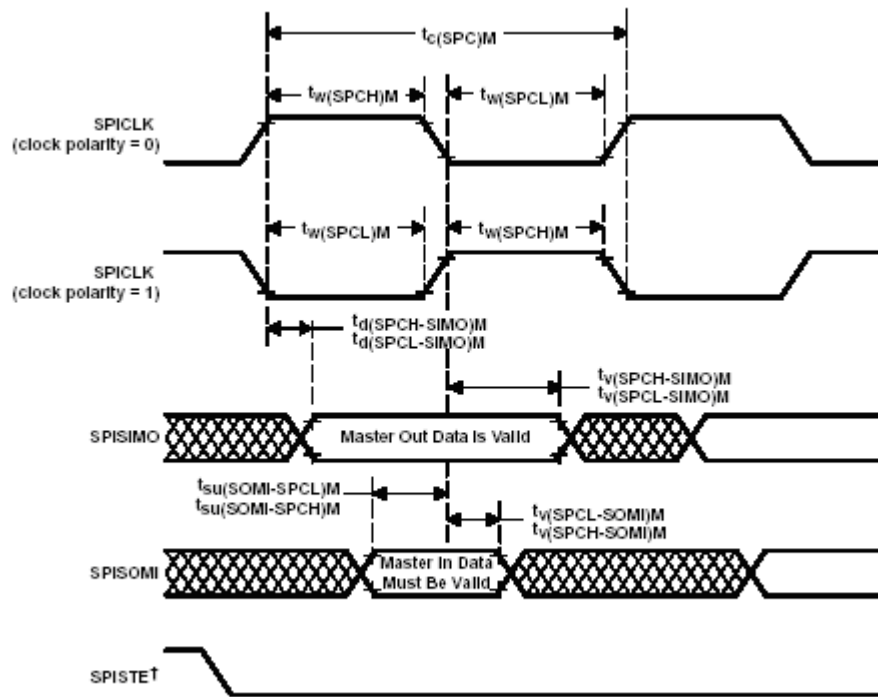 tc(SPC)M
tw(SPCH)M
tw(SPCL)M
SPICLK
(clock polarity = 0)
tw(SPCL)M
tw(SPCH)M
SPICLK
(clock polarity = 1)
td(SPCH-SIMO)M
td(SPCL-SIMO)M
tv(SPCH-SIMO)M
tv(SPCL-SIMO)M
SPISIMO
Master Out Data Is Valid
tsu(SOMI-SPCL)M
tsu(SOMI-SPCH)M
tv(SPCL-SOMI)M
tv(SPCH-SOMI)M
SPISOMI
Master In Data
Must Be Valid
SPISTE†